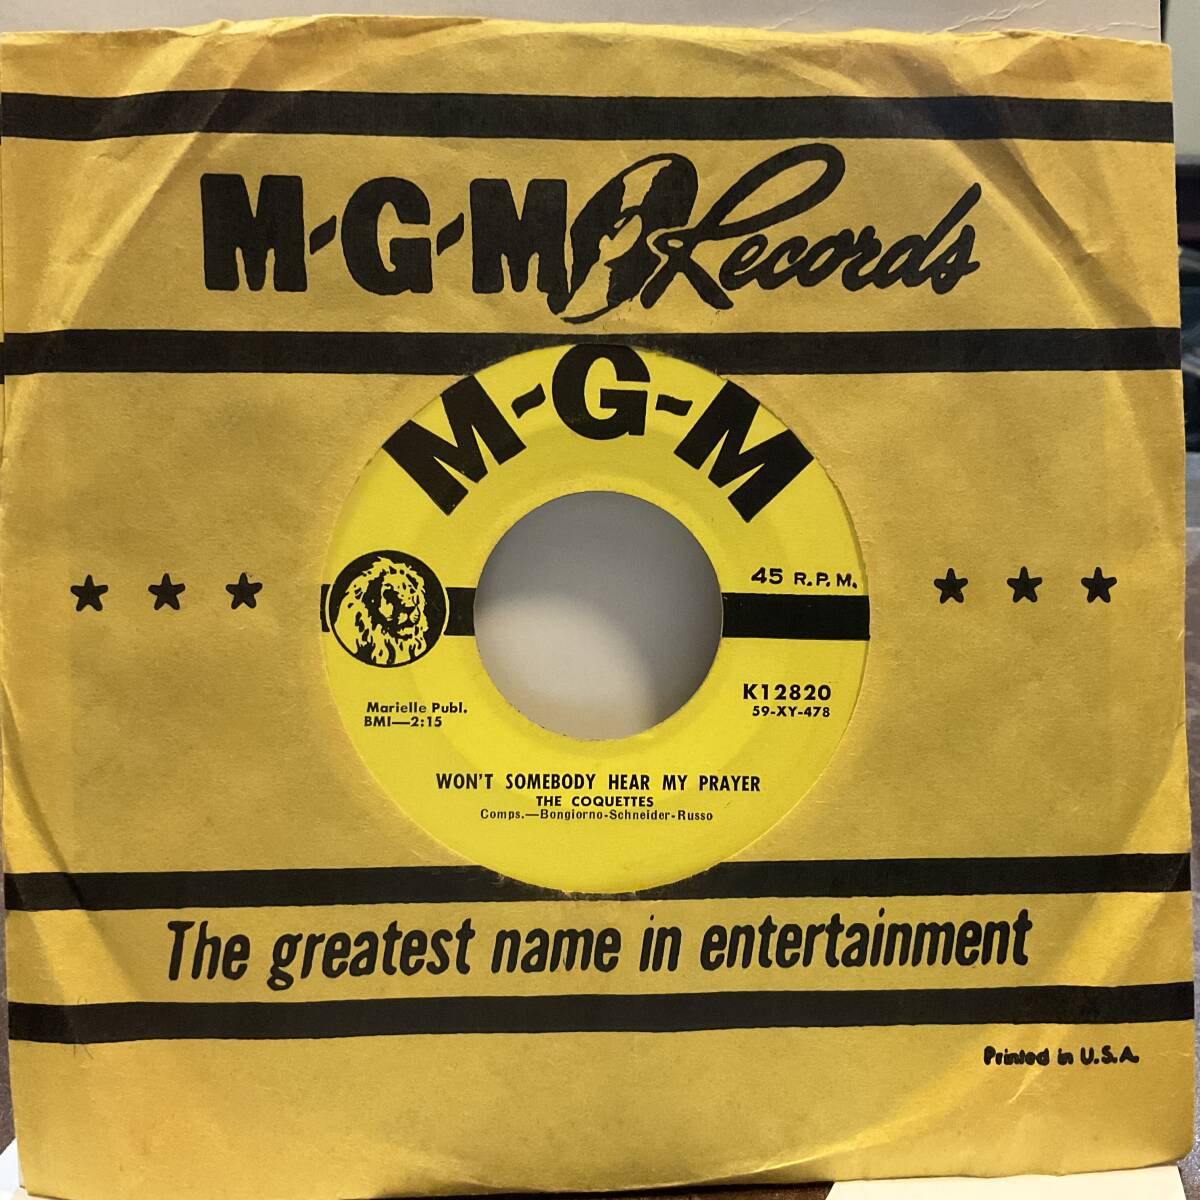 M-G-M Records
M-G-M
45 R.P.M.
K12820
59-XY-478
Marielle Publ.
BMI—2:15
WON'T SOMEBODY HEAR MY PRAYER
THE COQUETTES
Comps.—Bongiorno-Schneider-Russo
The greatest name in entertainment
Printed in U.S.A.